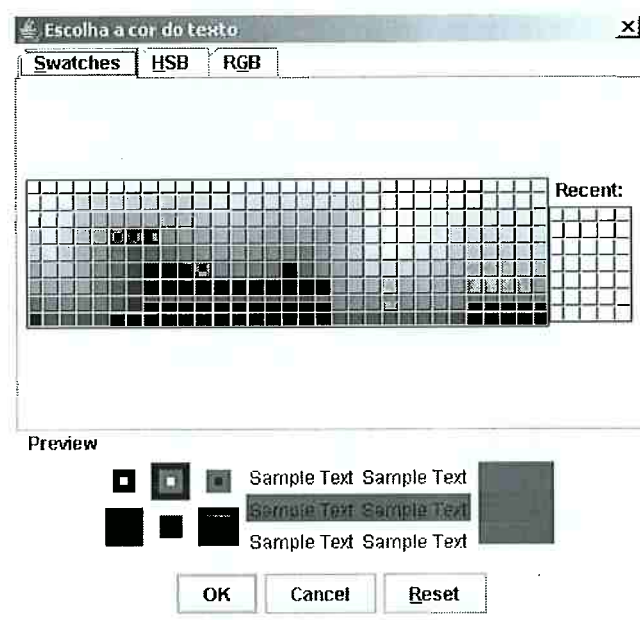 Escolha a cor do texto
Swatches HSB RGB
Recent:
Preview
Sample Text Sample Text
Sample Text Sample Text
Sample Text Sample Text
OK Cancel Reset